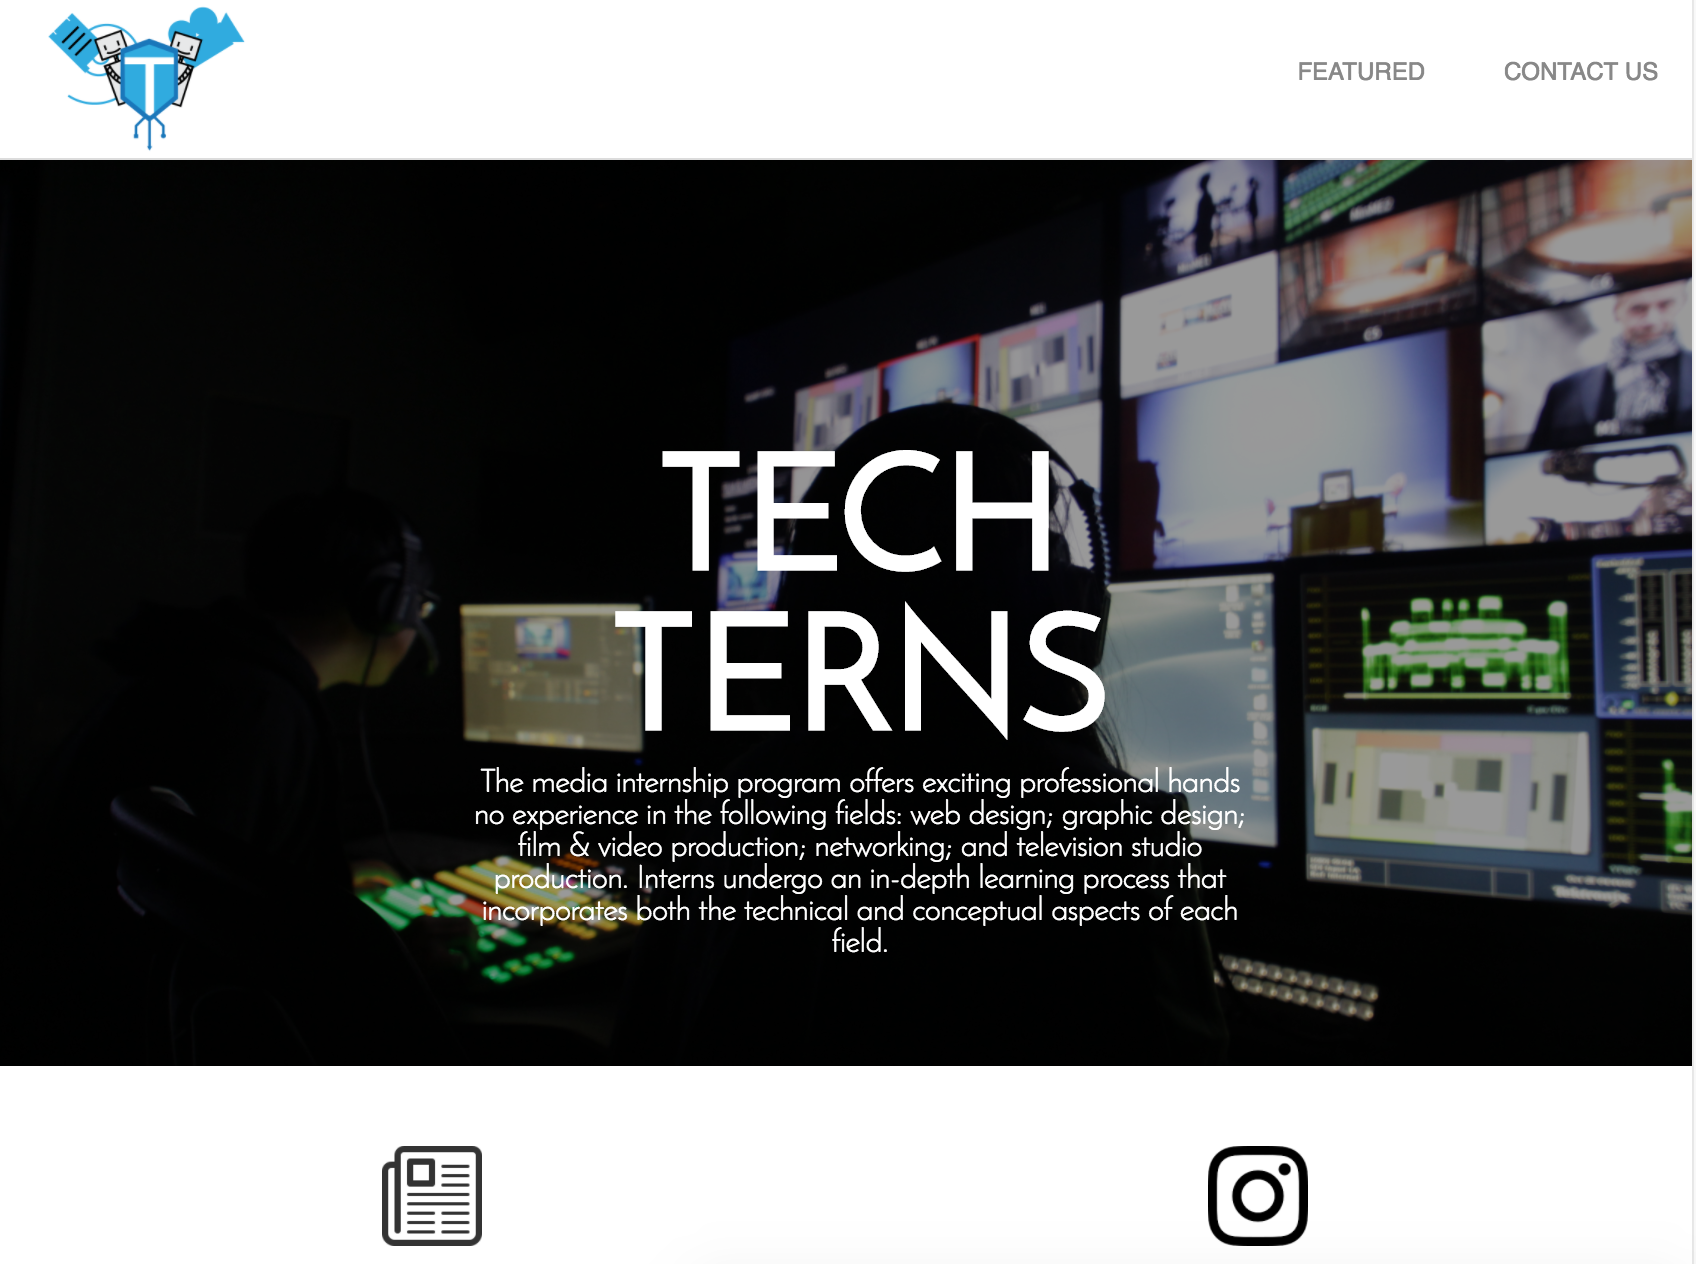 T
FEATURED
CONTACT US
C5
TECH
TERNS
The media internship program offers exciting professional hands
no experience in the following fields: web design; graphic design;
film & video production; networking; and television studio
production. Interns undergo an in-depth learning process that
incorporates both the technical and conceptual aspects of each
field.
Tektronix